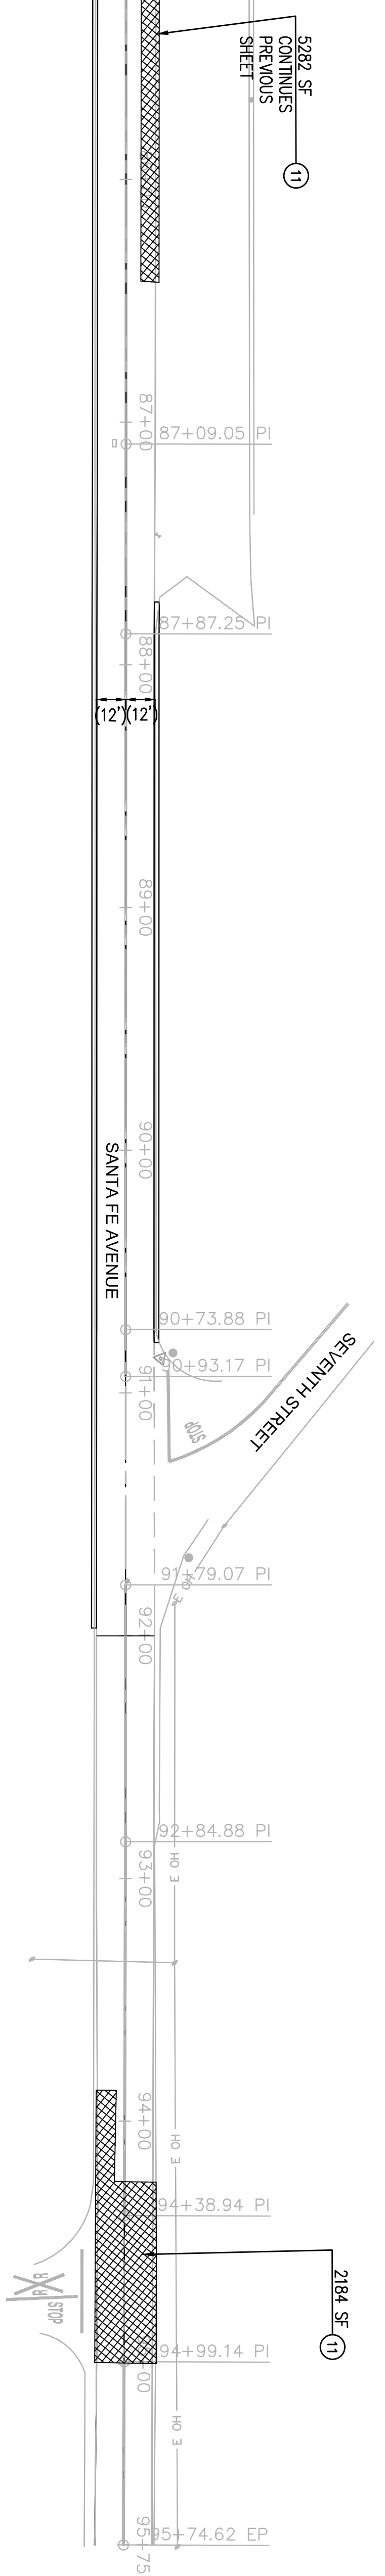 5282 SF
CONTINUES
PREVIOUS
SHEET
11
87+00
87+09.05 PI
87+87.25 PI
88+00
(12')
(12')
89+00
90+00
SANTA FE AVENUE
90+73.88 PI
90+93.17 PI
91+00
STOP
SEVENTH STREET
91+79.07 PI
OH E
92+00
92+84.88 PI
93+00
OH E
94+00
OH E
94+38.94 PI
2184 SF
11
R R
STOP
94+99.14 PI
OH E
95+74.62 EP
95+75